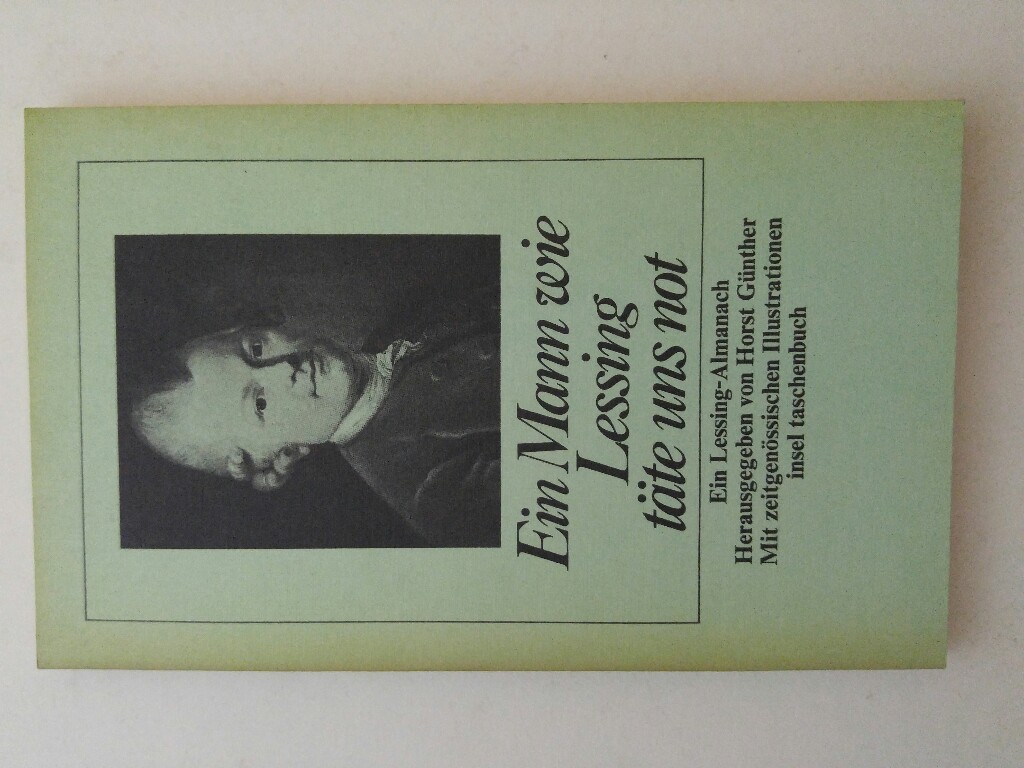 Ein Mann wie
Lessing
täte uns not
Ein Lessing-Almanach
Herausgegeben von Horst Günther
Mit zeitgenössischen Illustrationen
insel taschenbuch